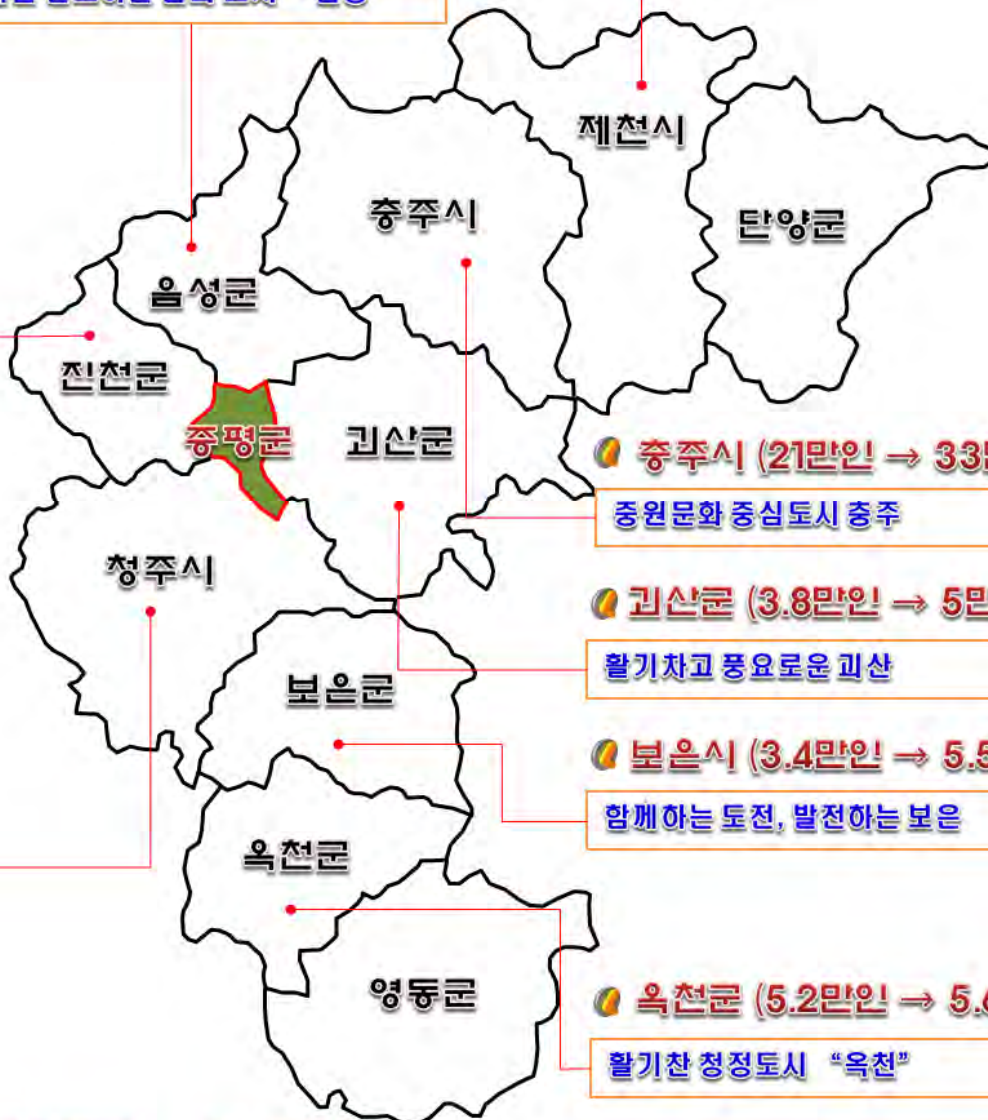 제천시
충주시
단양군
음성군
진천군
증평군
괴산군
충주시 (21만인 → 33
중원문화 중심도시 충주
청주시
괴산군 (3.8만인 → 5만
활기차고 풍요로운 괴산
보은군
보은시 (3.4만인 → 5.5
함께하는 도전, 발전하는 보은
옥천군
영동군
옥천군 (5.2만인 → 5.6
활기찬 청정도시 “옥천”